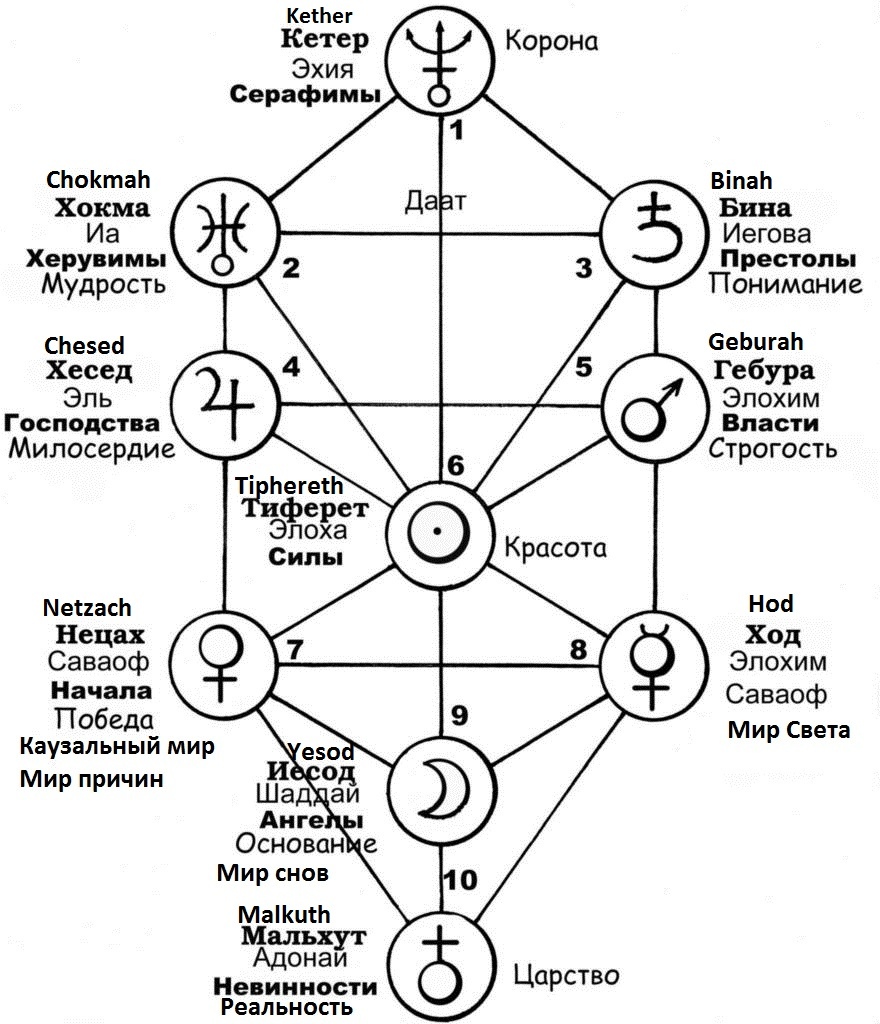 Kether
Кетер
Корона
Эхия
Серафимы
1
Даат
Chokmah
Хокма
Иа
Херувимы
Мудрость
2
Binah
Бина
Иегова
Престолы
Понимание
3
Chesed
Хесед
Эль
Господства
Милосердие
4
Geburah
Гебура
Элохим
Власти
Строгость
5
6
Tiphereth
Тиферет
Элоха
Силы
Красота
Netzach
Нецах
Саваоф
Начала
Победа
Каузальный мир
Мир причин
7
Hod
Ход
Элохим
Саваоф
Мир Света
8
9
Yesod
Иесод
Шаддай
Ангелы
Основание
Мир снов
10
Malkuth
Мальхут
Адонай
Невинности
Реальность
Царство